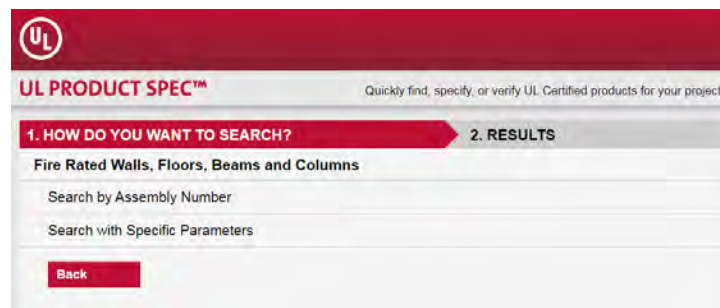 UL
UL PRODUCT SPEC™
Quickly find, specify, or verify UL Certified products for your project
1. HOW DO YOU WANT TO SEARCH?
2. RESULTS
Fire Rated Walls, Floors, Beams and Columns
Search by Assembly Number
Search with Specific Parameters
Back